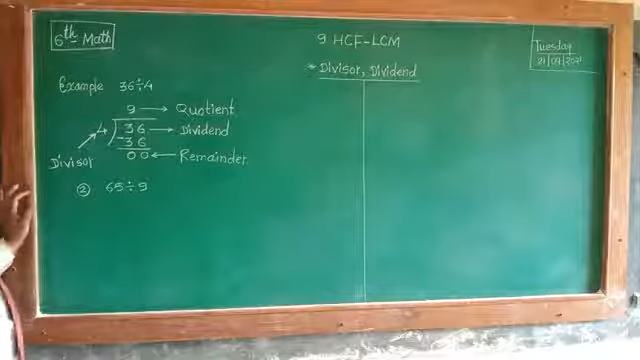 6th Math
9 HCF-LCM
Tuesday
21/09/2021
* Divisor, Dividend
Example 36÷4
9 → Quotient
4 36 → Dividend
Divisor
- 36
00 ← Remainder
② 65÷9